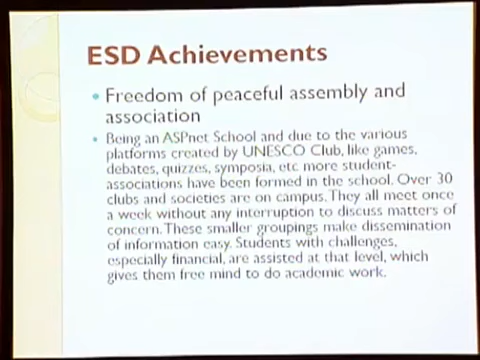 ESD Achievements
Freedom of peaceful assembly and
association
Being an ASPnet School and due to the various
platforms created by UNESCO Club, like games,
debates, quizzes, symposia, etc more student-
associations have been formed in the school. Over 30
clubs and societies are on campus. They all meet once
a week without any interruption to discuss matters of
concern. These smaller groupings make dissemination
of information easy. Students with challenges,
especially financial, are assisted at that level, which
gives them free mind to do academic work.